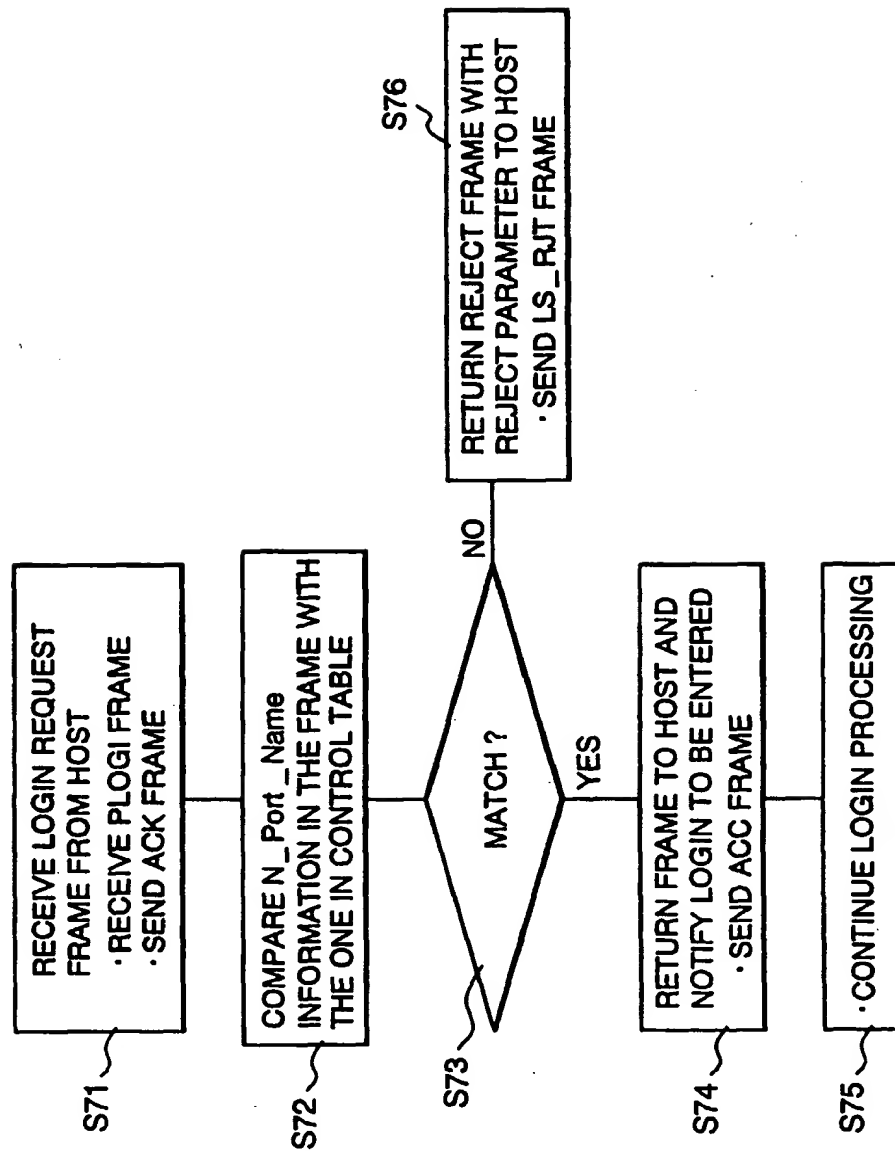 S71
RECEIVE LOGIN REQUEST
FRAME FROM HOST
・RECEIVE PLOGI FRAME
・SEND ACK FRAME
S72
COMPARE N_Port_Name
INFORMATION IN THE FRAME WITH
THE ONE IN CONTROL TABLE
S73
MATCH ?
NO
YES
S76
RETURN REJECT FRAME WITH
REJECT PARAMETER TO HOST
・SEND LS_RJT FRAME
S74
RETURN FRAME TO HOST AND
NOTIFY LOGIN TO BE ENTERED
・SEND ACC FRAME
S75
・CONTINUE LOGIN PROCESSING